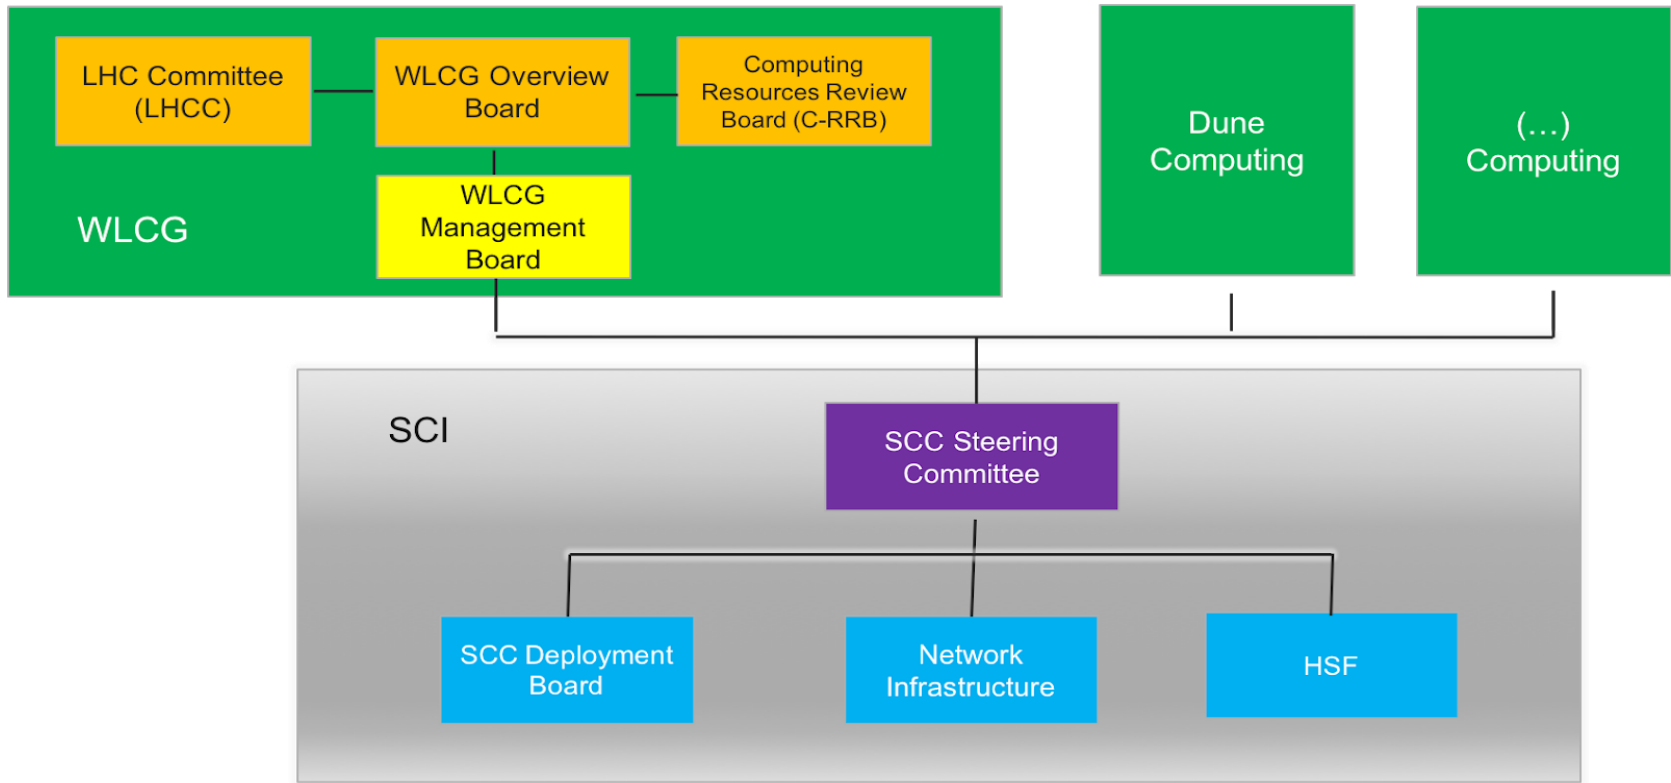 LHC Committee
(LHCC)
WLCG Overview
Board
Computing
Resources Review
Board (C-RRB)
WLCG
Management
Board
WLCG
Dune
Computing
(...)
Computing
SCI
SCC Steering
Committee
SCC Deployment
Board
Network
Infrastructure
HSF